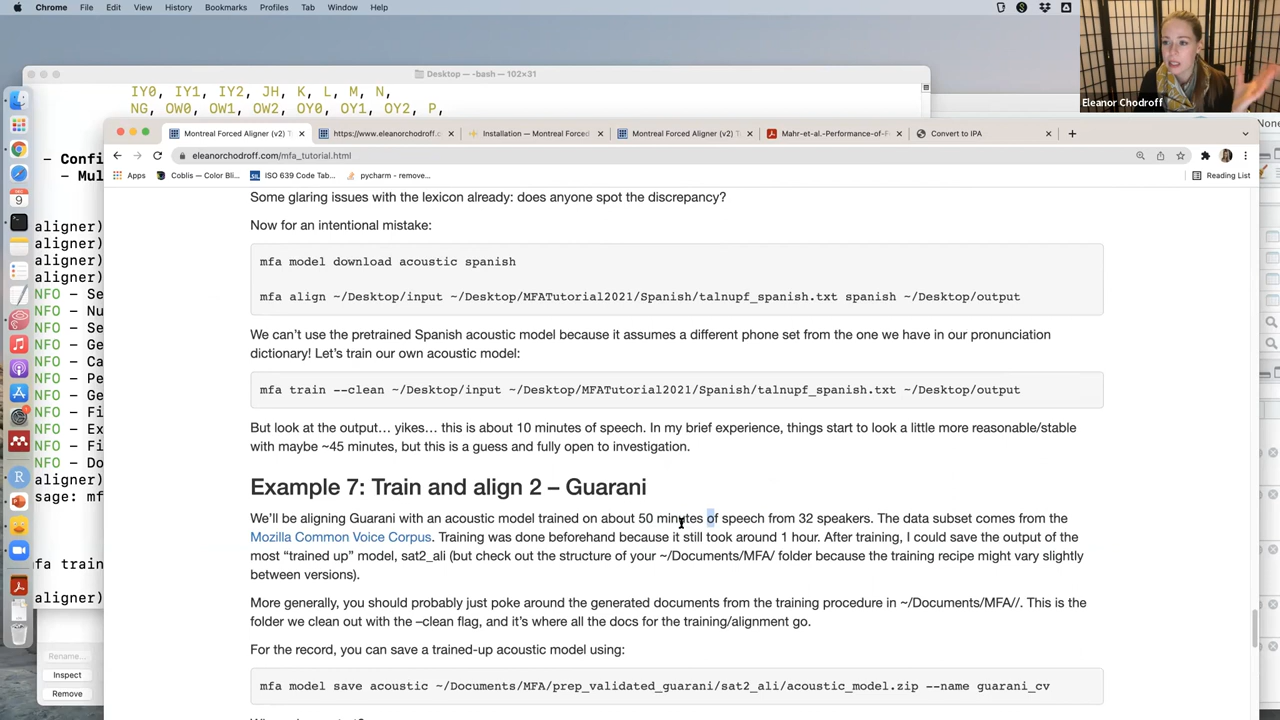 Chrome File Edit View History Bookmarks Profiles Tab Window Help
Eleanor Chodroff
Desktop — -bash — 102×31
IY0, IY1, IY2, JH, K, L, M, N,
NG, OW0, OW1, OW2, OY0, OY1, OY2, P,
Montreal Forced Aligner (v2) T
https://www.eleanorchodroff.c
Installation — Montreal Forced
Montreal Forced Aligner (v2) T
Mahr-et-al.-Performance-of-F
Convert to IPA
eleanorchodroff.com/mfa_tutorial.html
Apps
Coblis — Color Bli...
ISO 639 Code Tab...
pycharm - remove...
Reading List
- Confi
- Mul
aligner)
aligner)
aligner)
aligner)
NFO - Se
NFO - Nu
NFO - Se
NFO - Ge
NFO - Ca
NFO - Pe
NFO - Ge
NFO - Fi
NFO - Ex
NFO - Fi
NFO - Do
aligner)
sage: mf
fa train
aligner)
Rename...
Inspect
Remove
Some glaring issues with the lexicon already: does anyone spot the discrepancy?
Now for an intentional mistake:
mfa model download acoustic spanish
mfa align ~/Desktop/input ~/Desktop/MFATutorial2021/Spanish/talnupf_spanish.txt spanish ~/Desktop/output
We can't use the pretrained Spanish acoustic model because it assumes a different phone set from the one we have in our pronunciation
dictionary! Let's train our own acoustic model:
mfa train --clean ~/Desktop/input ~/Desktop/MFATutorial2021/Spanish/talnupf_spanish.txt ~/Desktop/output
But look at the output… yikes… this is about 10 minutes of speech. In my brief experience, things start to look a little more reasonable/stable
with maybe ~45 minutes, but this is a guess and fully open to investigation.
Example 7: Train and align 2 – Guarani
We'll be aligning Guarani with an acoustic model trained on about 50 minutes of speech from 32 speakers. The data subset comes from the
Mozilla Common Voice Corpus. Training was done beforehand because it still took around 1 hour. After training, I could save the output of the
most “trained up” model, sat2_ali (but check out the structure of your ~/Documents/MFA/ folder because the training recipe might vary slightly
between versions).
More generally, you should probably just poke around the generated documents from the training procedure in ~/Documents/MFA//. This is the
folder we clean out with the –clean flag, and it's where all the docs for the training/alignment go.
For the record, you can save a trained-up acoustic model using:
mfa model save acoustic ~/Documents/MFA/prep_validated_guarani/sat2_ali/acoustic_model.zip --name guarani_cv